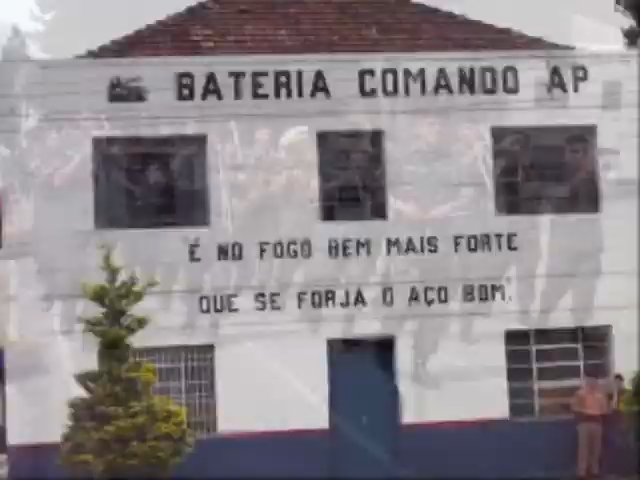 BATERIA COMANDO AP
É NO FOGO BEM MAIS FORTE
QUE SE FORJA O AÇO BOM.